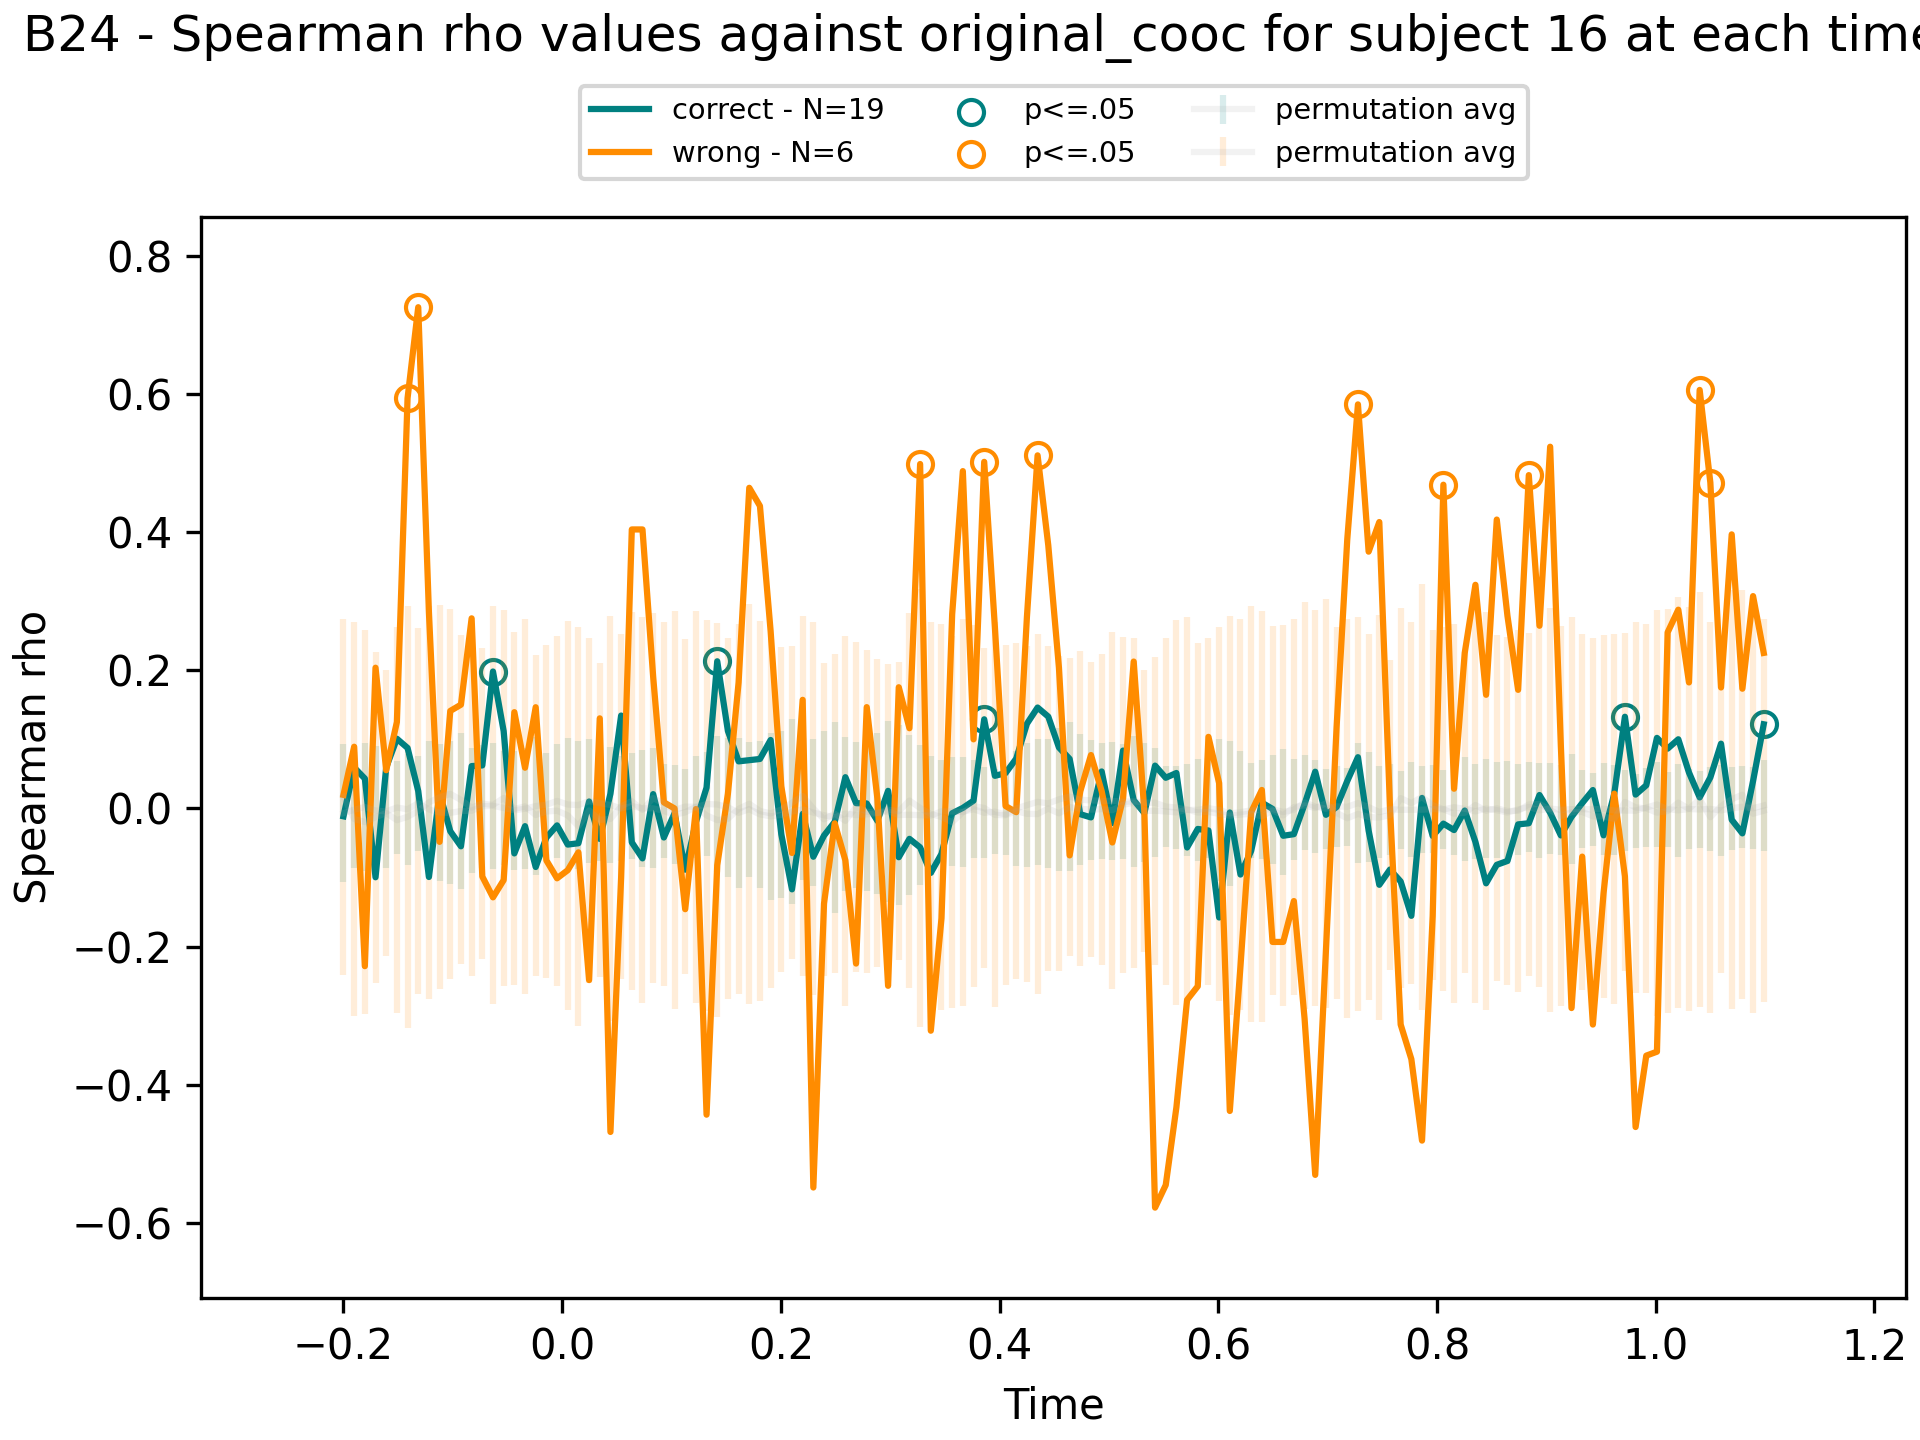 B24 - Spearman rho values against original_cooc for subject 16 at each time
correct - N=19
wrong - N=6
p<=.05
p<=.05
permutation avg
permutation avg
Spearman rho
0.8
0.6
0.4
0.2
0.0
−0.2
−0.4
−0.6
−0.2 0.0 0.2 0.4 0.6 0.8 1.0 1.2
Time